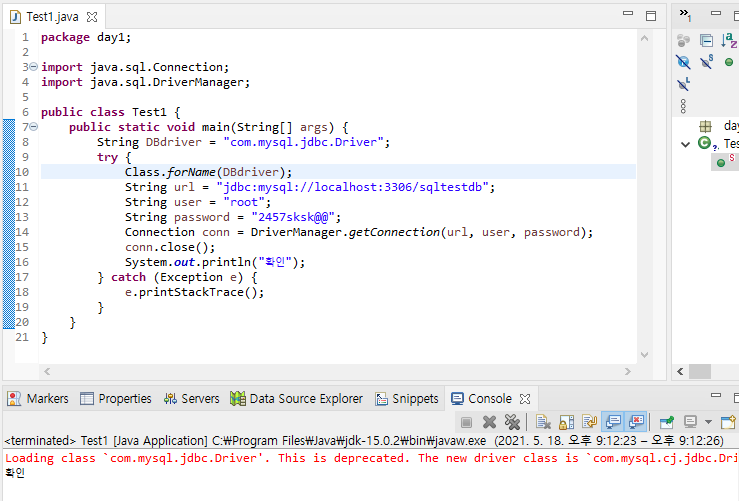 Test1.java
1 package day1;
2
3 import java.sql.Connection;
4 import java.sql.DriverManager;
5
6 public class Test1 {
7 public static void main(String[] args) {
8 String DBdriver = "com.mysql.jdbc.Driver";
9 try {
10 Class.forName(DBdriver);
11 String url = "jdbc:mysql://localhost:3306/sqltestdb";
12 String user = "root";
13 String password = "2457sksk@@";
14 Connection conn = DriverManager.getConnection(url, user, password);
15 conn.close();
16 System.out.println("확인");
17 } catch (Exception e) {
18 e.printStackTrace();
19 }
20 }
21 }
da
Te
Markers Properties Servers Data Source Explorer Snippets Console
<terminated> Test1 [Java Application] C:₩Program Files₩Java₩jdk-15.0.2₩bin₩javaw.exe (2021. 5. 18. 오후 9:12:23 – 오후 9:12:26)
Loading class `com.mysql.jdbc.Driver'. This is deprecated. The new driver class is `com.mysql.cj.jdbc.Dri
확인